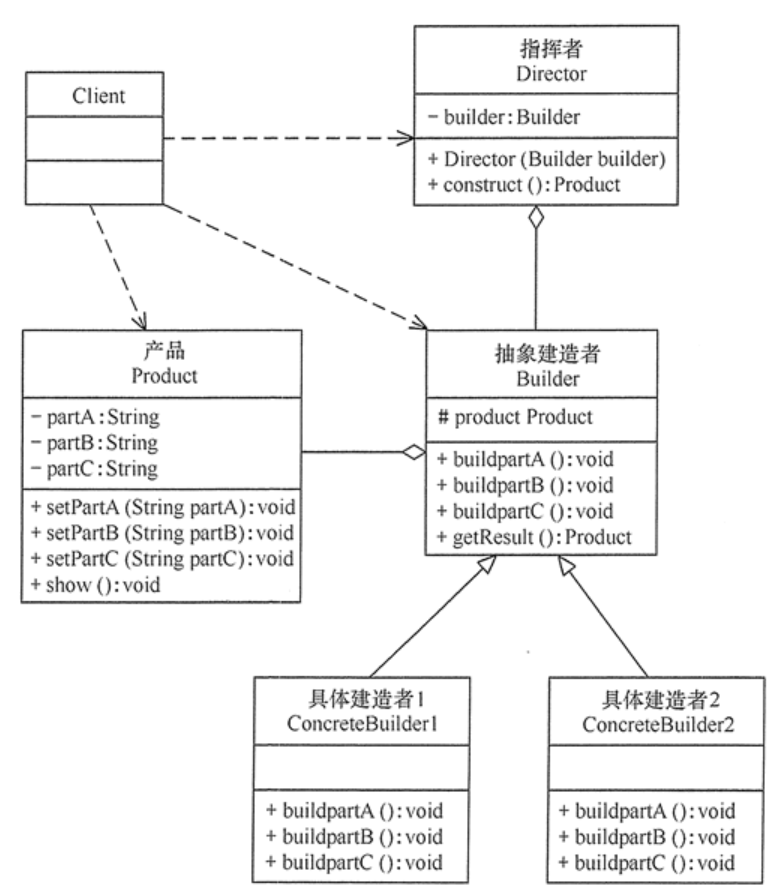 Client
指挥者
Director
− builder:Builder
+ Director (Builder builder)
+ construct ():Product
产品
Product
− partA:String
− partB:String
− partC:String
+ setPartA (String partA):void
+ setPartB (String partB):void
+ setPartC (String partC):void
+ show ():void
抽象建造者
Builder
# product Product
+ buildpartA ():void
+ buildpartB ():void
+ buildpartC ():void
+ getResult ():Product
具体建造者1
ConcreteBuilder1
+ buildpartA ():void
+ buildpartB ():void
+ buildpartC ():void
具体建造者2
ConcreteBuilder2
+ buildpartA ():void
+ buildpartB ():void
+ buildpartC ():void